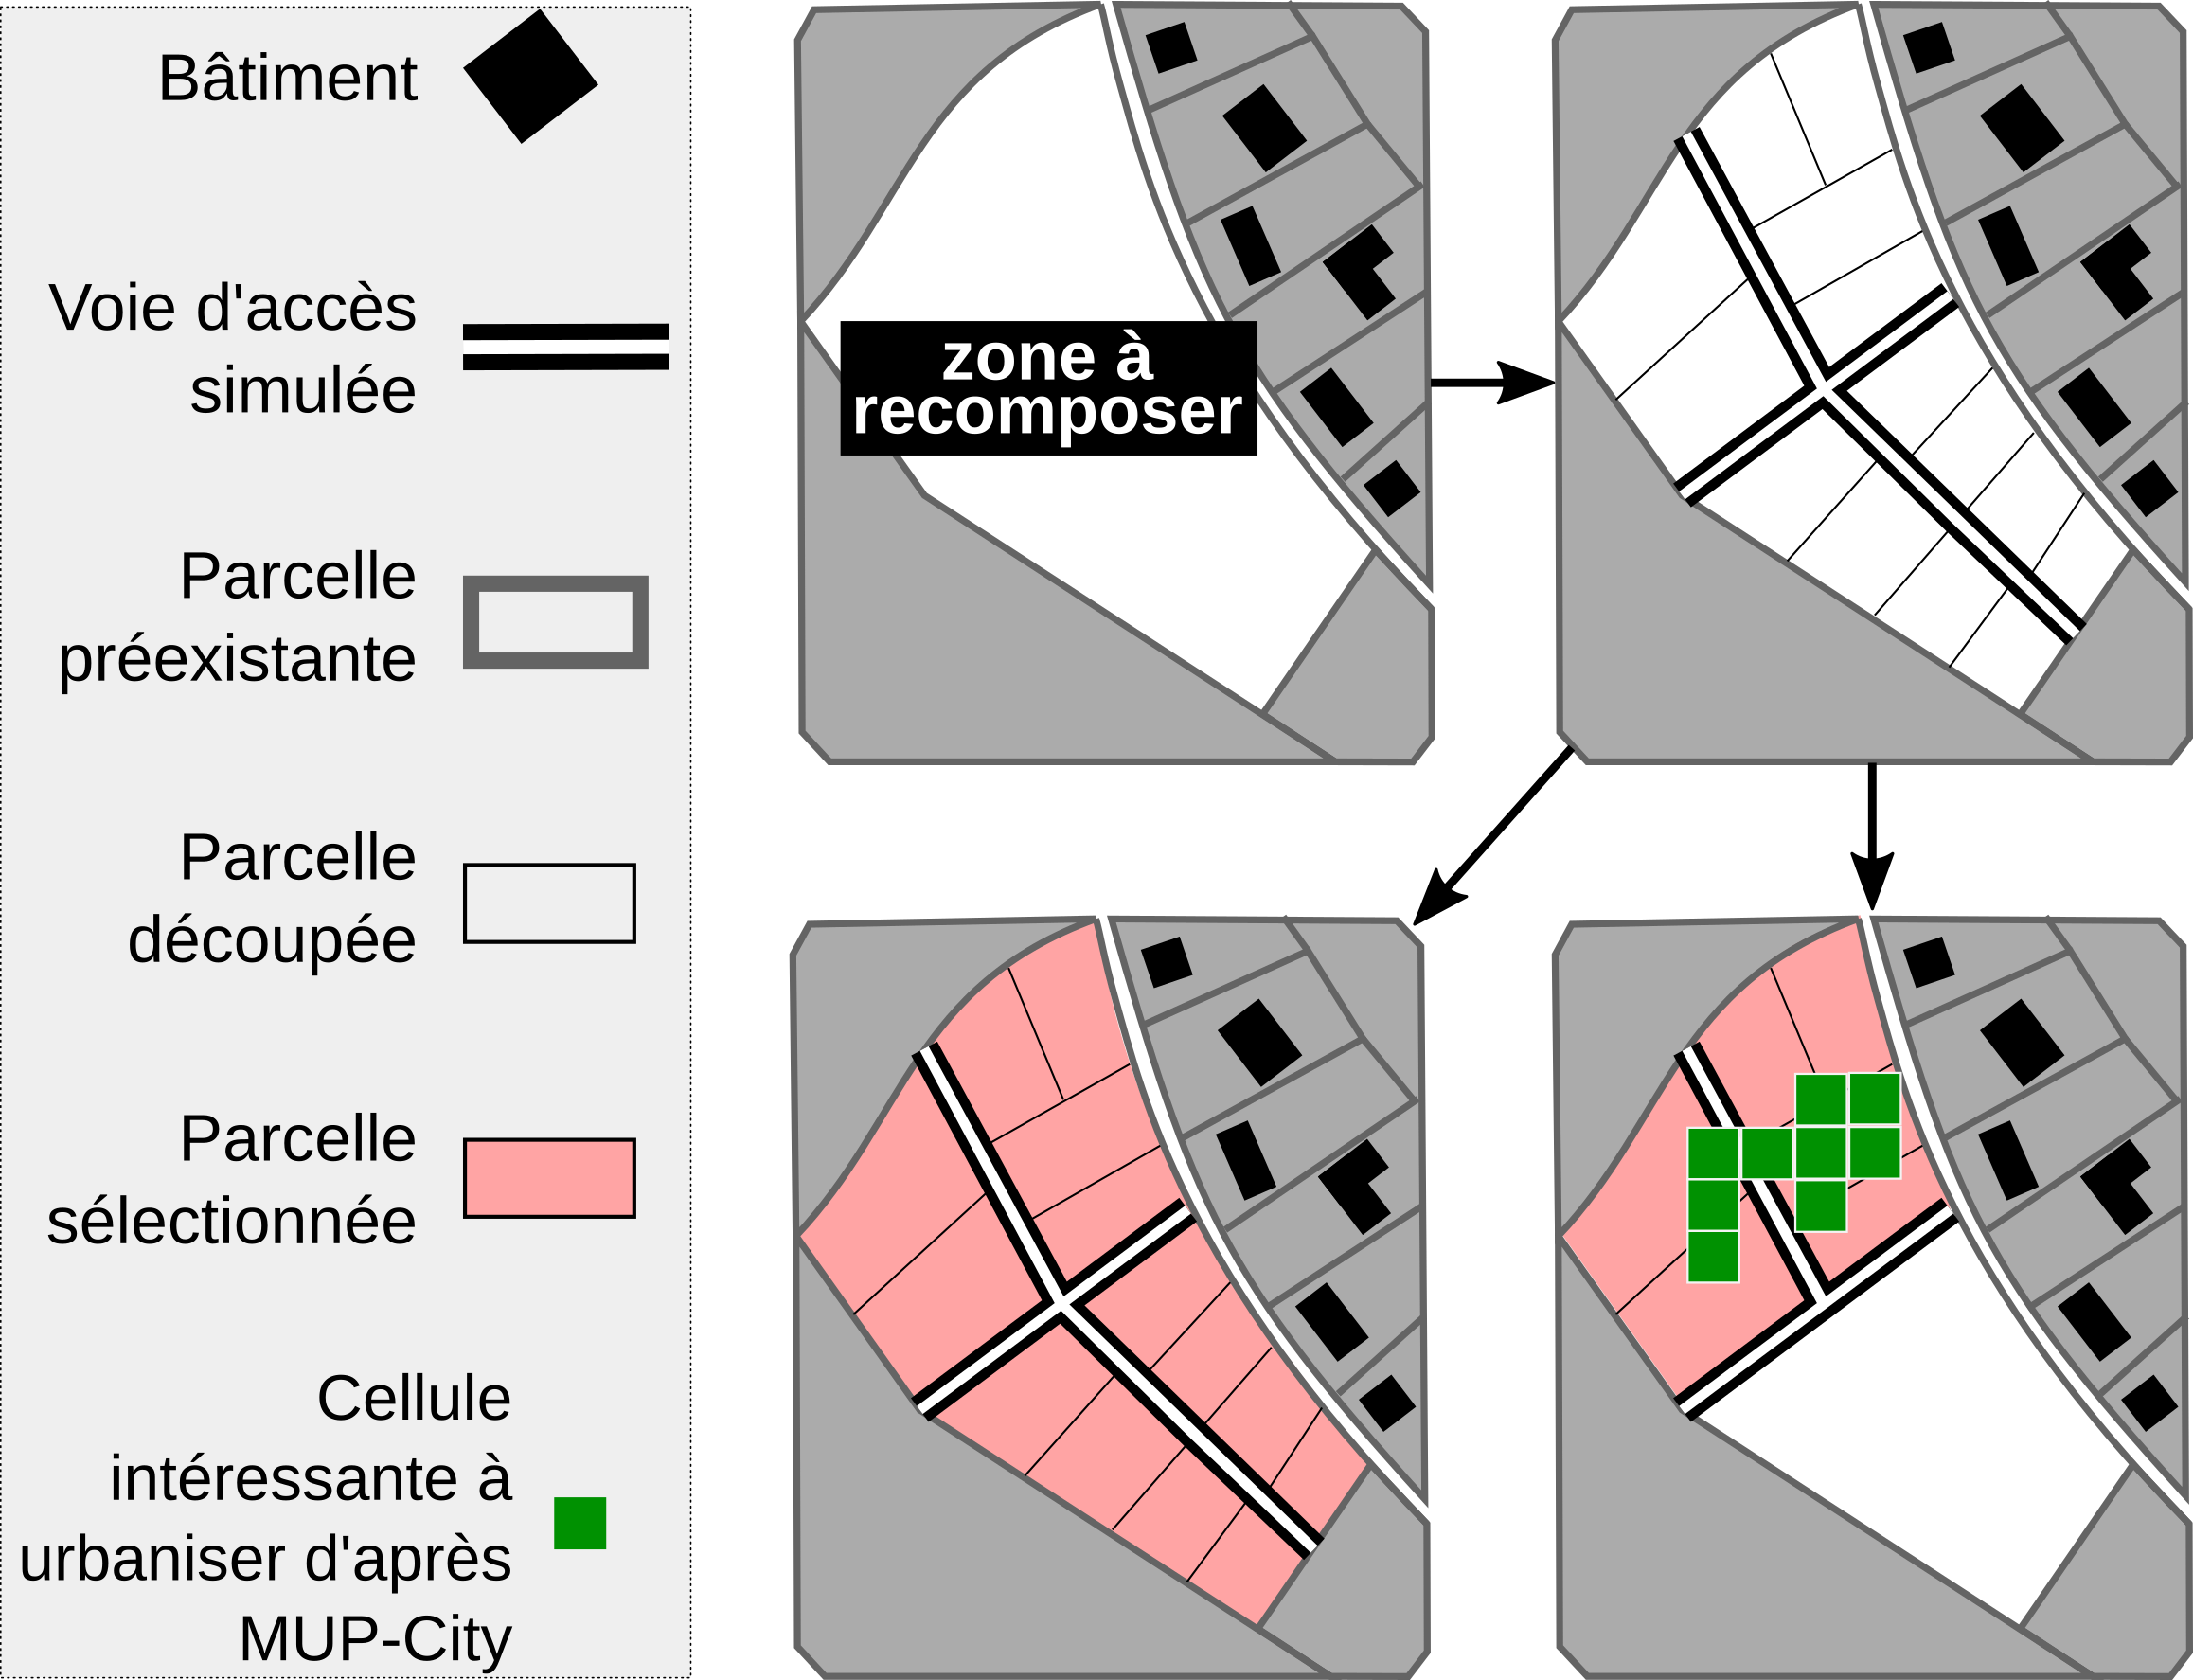 Bâtiment
Voie d'accès
simulée
Parcelle
préexistante
Parcelle
découpée
Parcelle
sélectionnée
Cellule
intéressante à
urbaniser d'après
MUP-City
zone à
recomposer